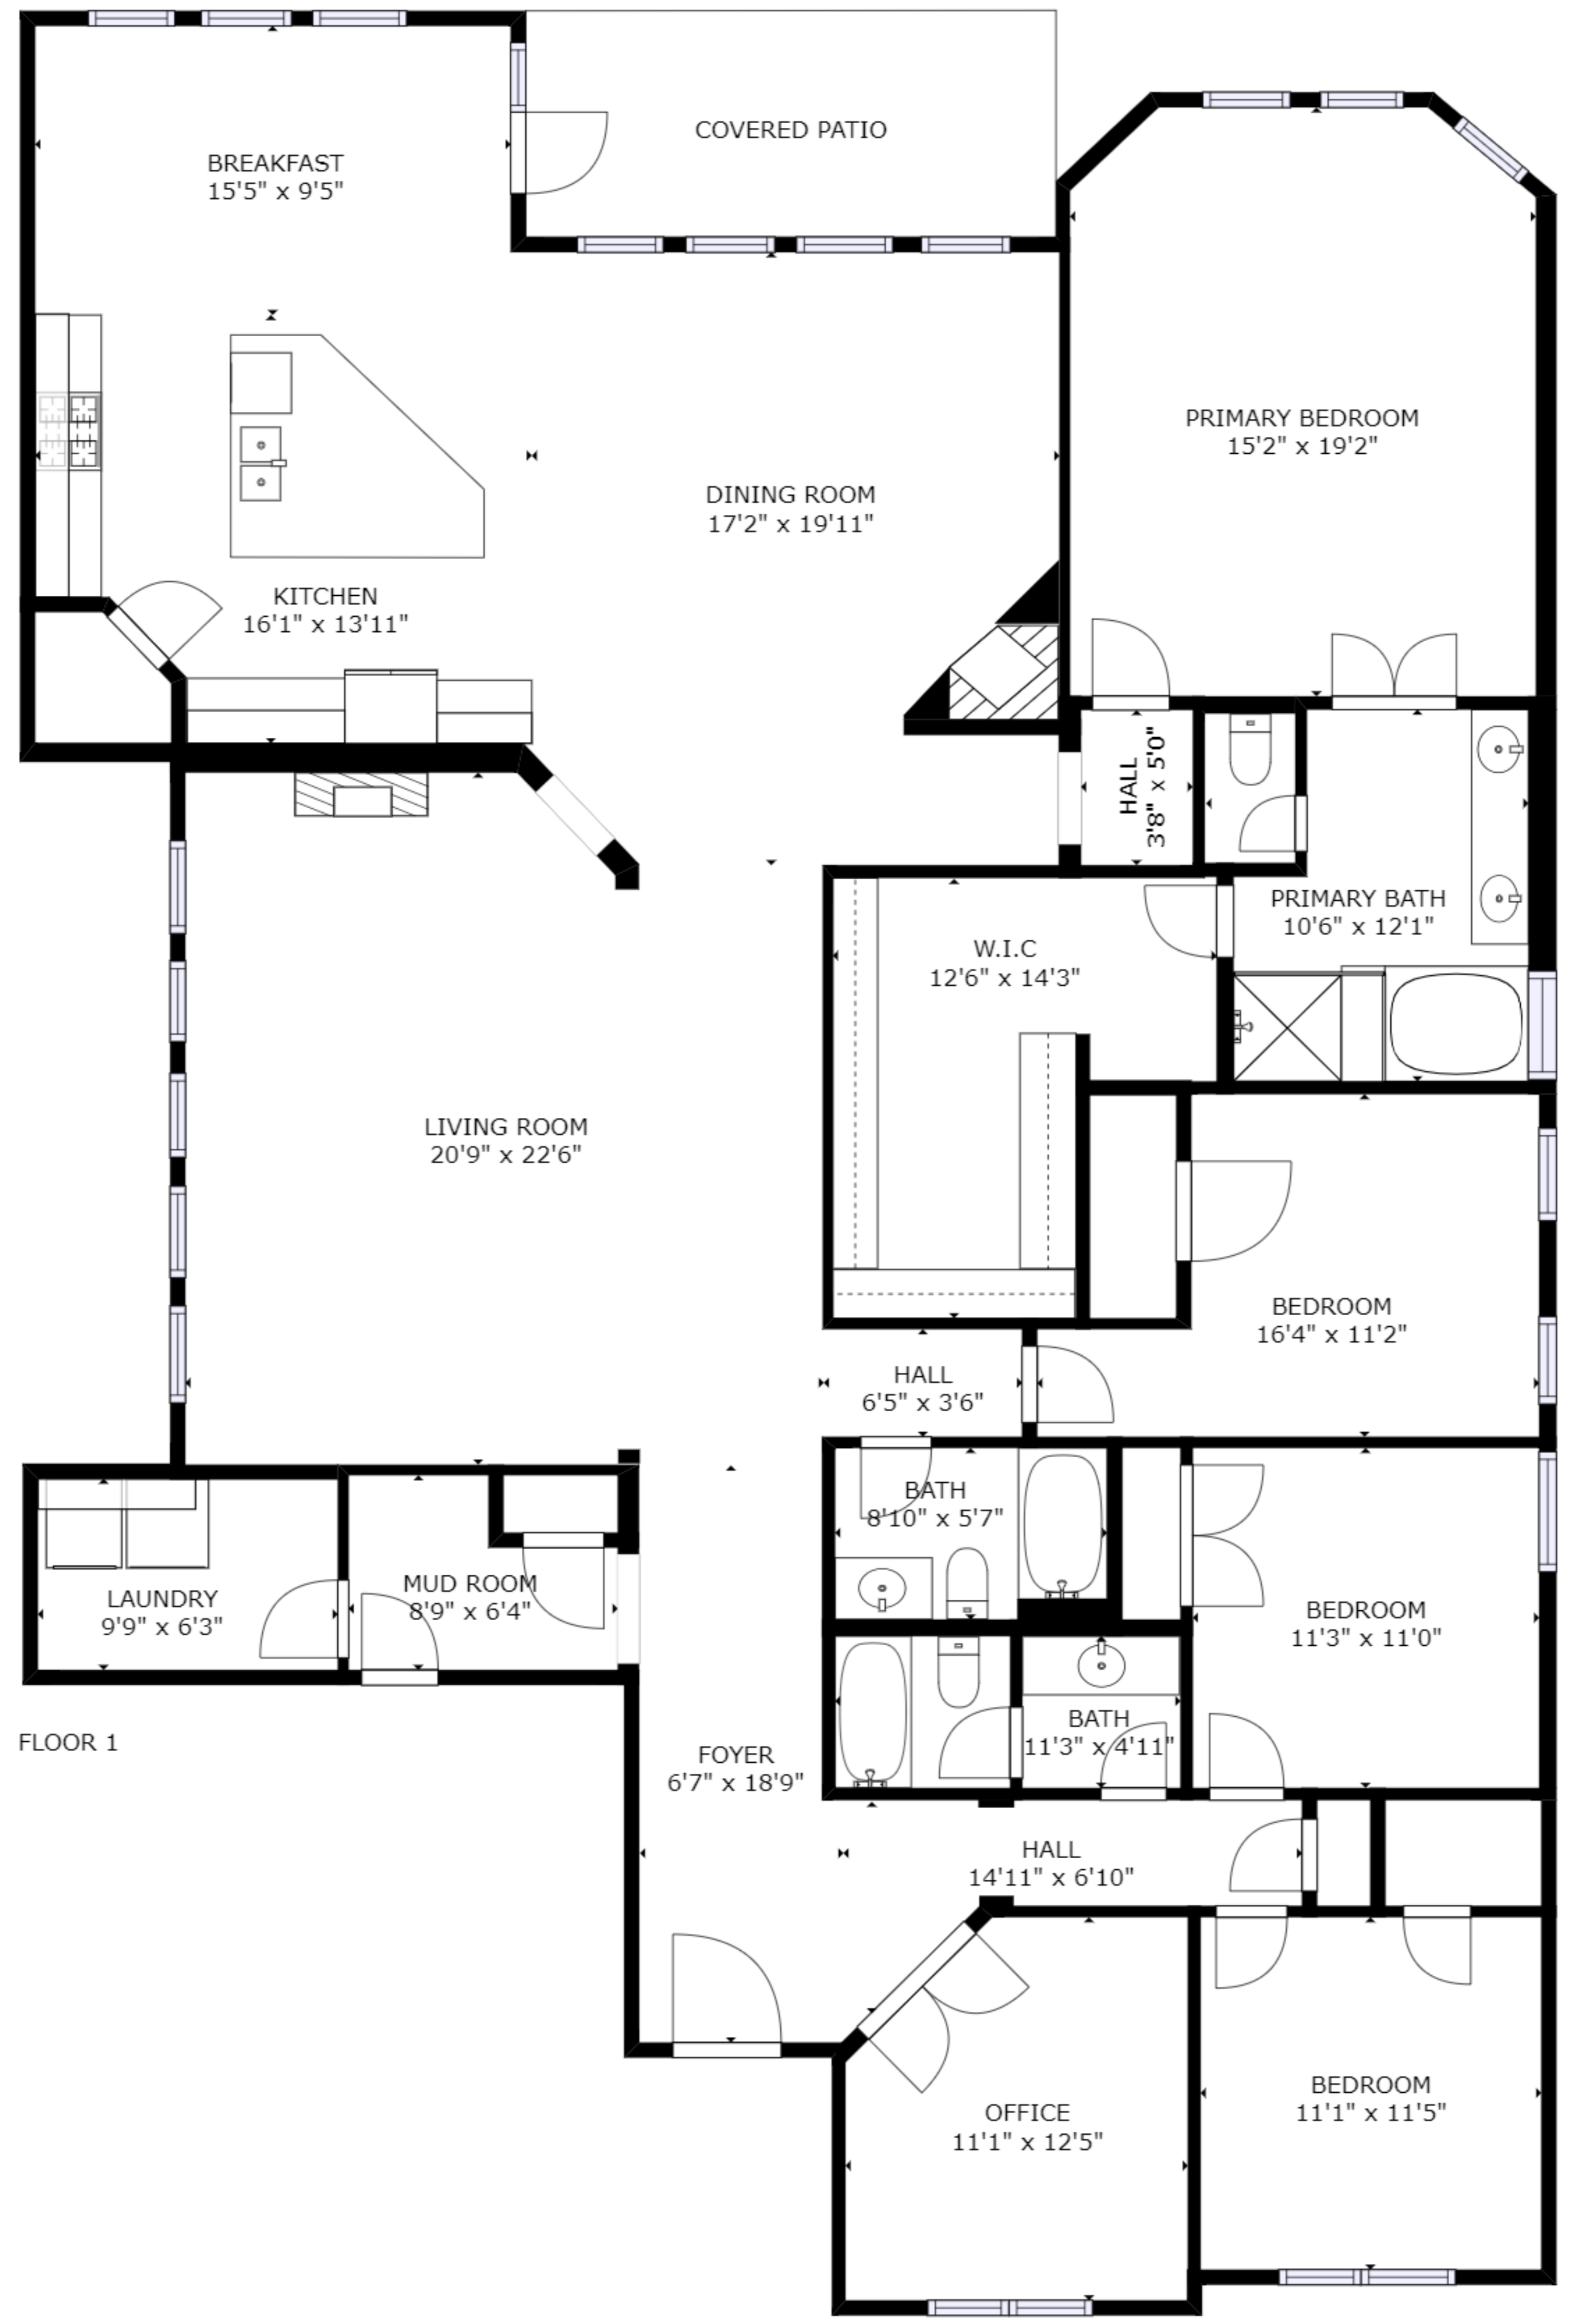 COVERED PATIO
BREAKFAST
15'5" x 9'5"
PRIMARY BEDROOM
15'2" x 19'2"
DINING ROOM
17'2" x 19'11"
KITCHEN
16'1" x 13'11"
HALL
3'8" x 5'0"
PRIMARY BATH
10'6" x 12'1"
W.I.C
12'6" x 14'3"
LIVING ROOM
20'9" x 22'6"
BEDROOM
16'4" x 11'2"
HALL
6'5" x 3'6"
BATH
8'10" x 5'7"
MUD ROOM
8'9" x 6'4"
LAUNDRY
9'9" x 6'3"
BEDROOM
11'3" x 11'0"
BATH
11'3" x 4'11"
FLOOR 1
FOYER
6'7" x 18'9"
HALL
14'11" x 6'10"
BEDROOM
11'1" x 11'5"
OFFICE
11'1" x 12'5"